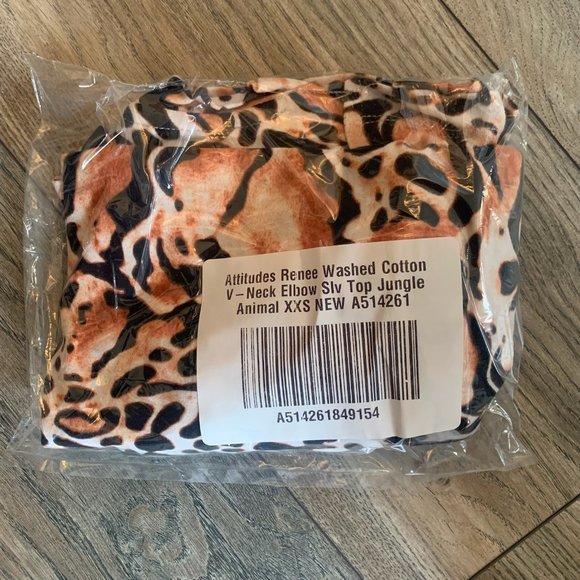 Attitudes Renee Washed Cotton
V-Neck Elbow Slv Top Jungle
Animal XXS NEW A514261
A514261849154